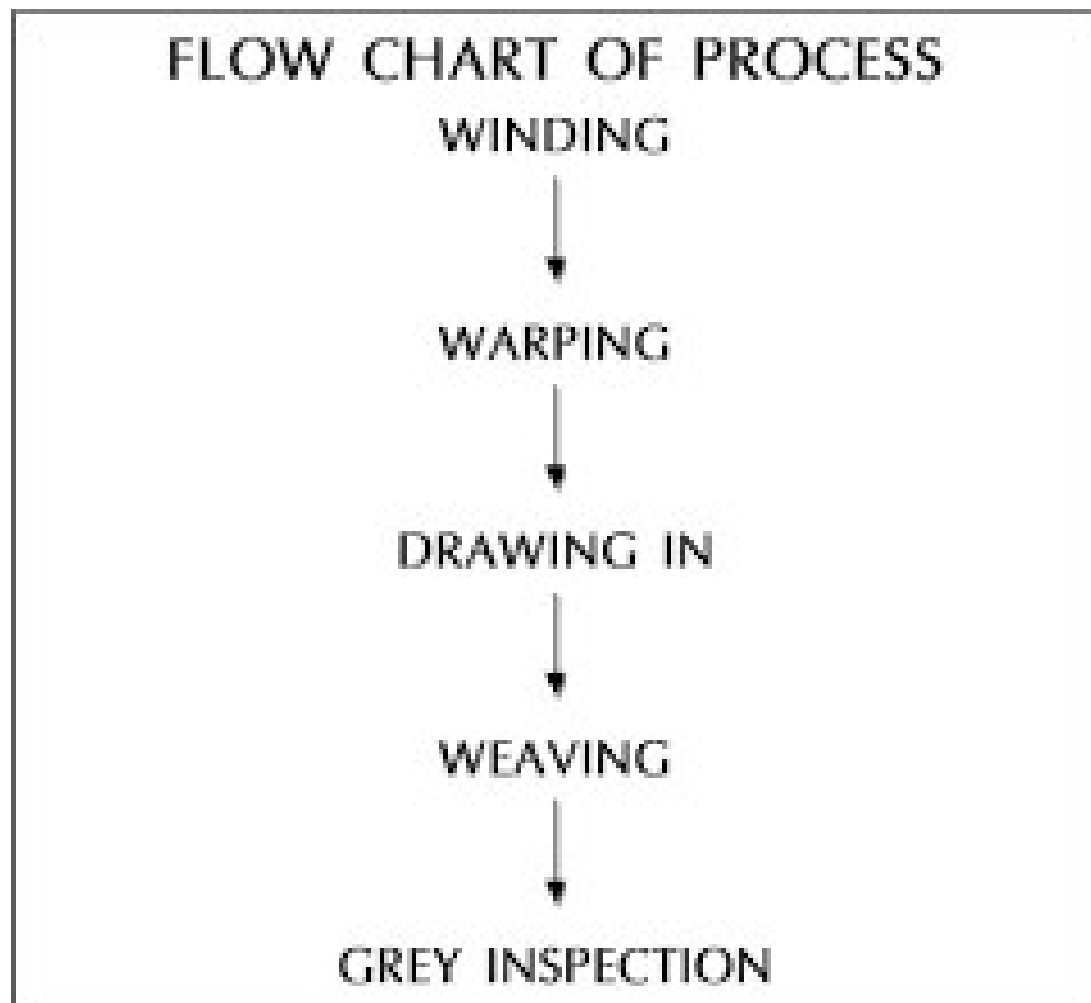 FLOW CHART OF PROCESS
WINDING
WARPING
DRAWING IN
WEAVING
GREY INSPECTION